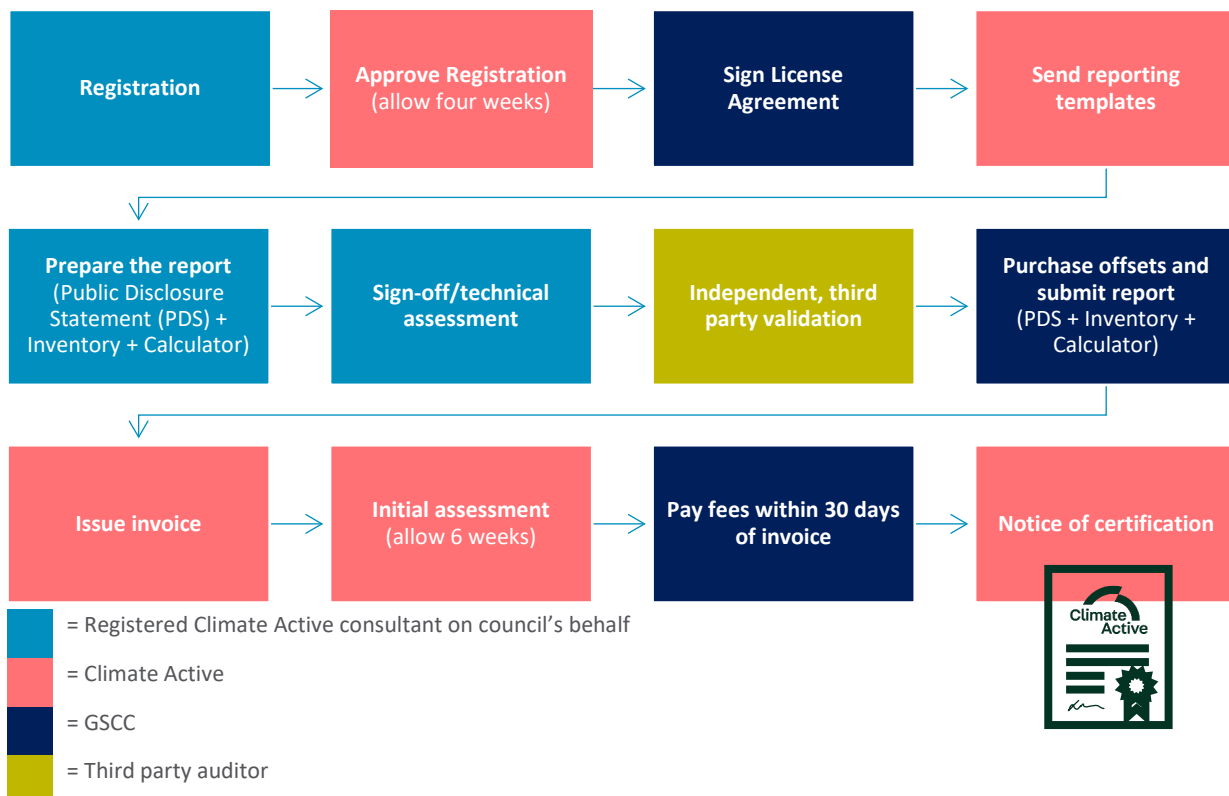 Registration
Approve Registration
(allow four weeks)
Sign License
Agreement
Send reporting
templates
Prepare the report
(Public Disclosure
Statement (PDS) +
Inventory + Calculator)
Sign-off/technical
assessment
Independent, third
party validation
Purchase offsets and
submit report
(PDS + Inventory +
Calculator)
Issue invoice
Initial assessment
(allow 6 weeks)
Pay fees within 30 days
of invoice
Notice of certification
Climate
Active
= Registered Climate Active consultant on council’s behalf
= Climate Active
= GSCC
= Third party auditor